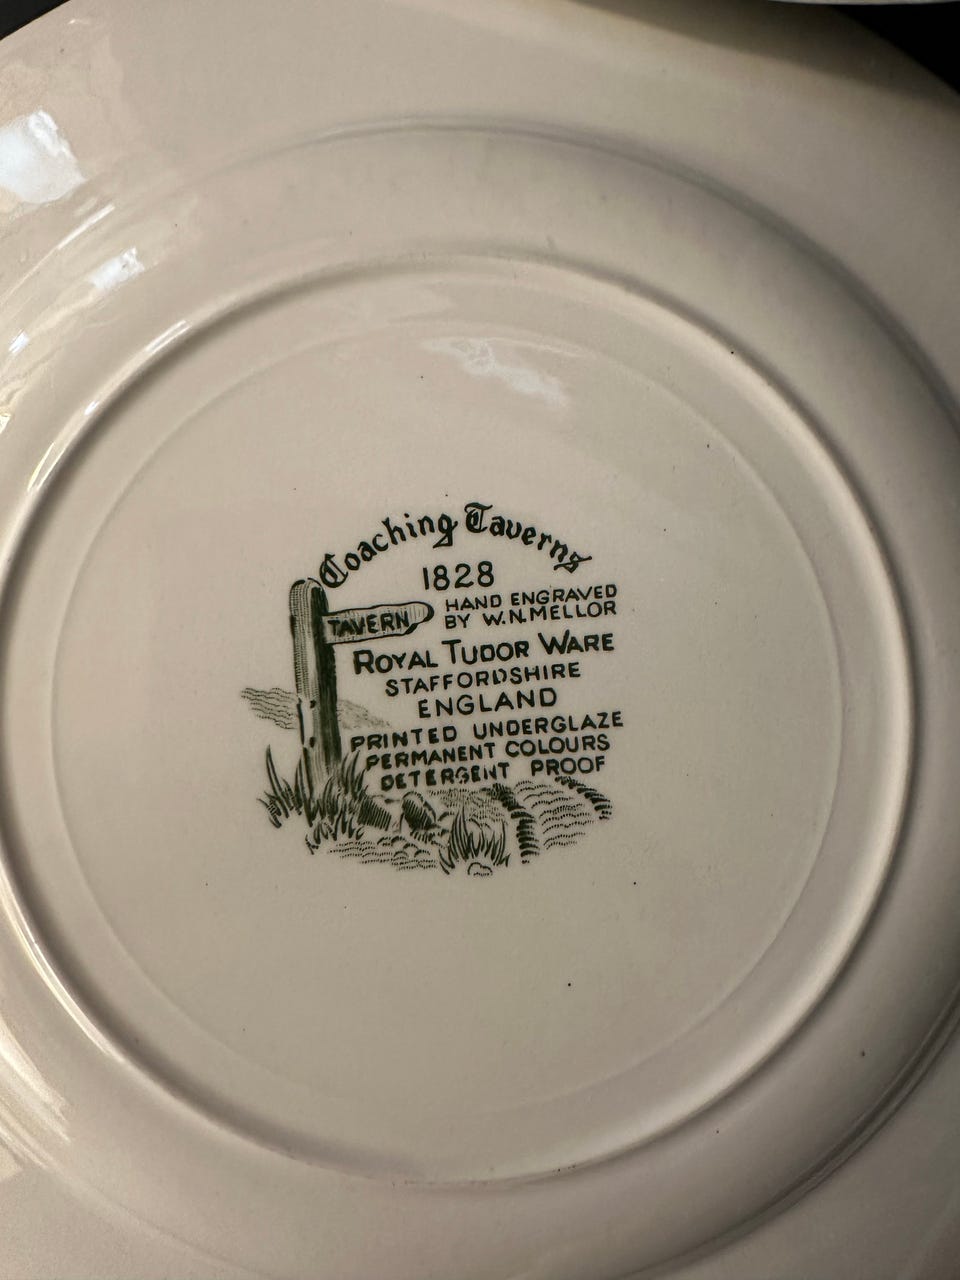 Coaching Taverns
1828
TAVERN
HAND ENGRAVED
BY W.N.MELLOR
ROYAL TUDOR WARE
STAFFORDSHIRE
ENGLAND
PRINTED UNDERGLAZE
PERMANENT COLOURS
DETERGENT PROOF